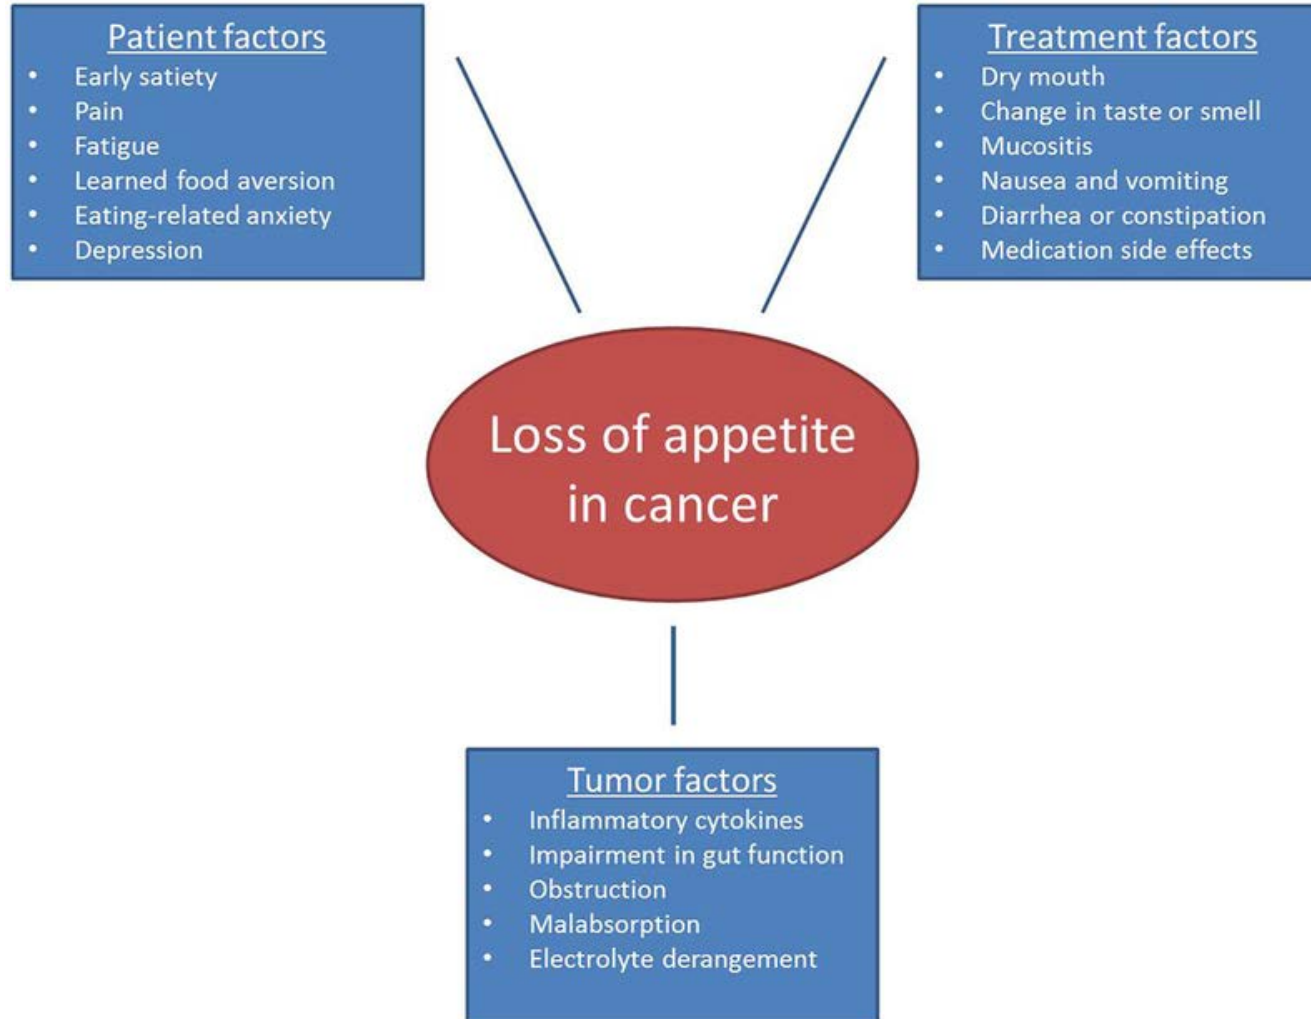 Patient factors
• Early satiety
• Pain
• Fatigue
• Learned food aversion
• Eating-related anxiety
• Depression
Treatment factors
• Dry mouth
• Change in taste or smell
• Mucositis
• Nausea and vomiting
• Diarrhea or constipation
• Medication side effects
Loss of appetite
in cancer
Tumor factors
• Inflammatory cytokines
• Impairment in gut function
• Obstruction
• Malabsorption
• Electrolyte derangement